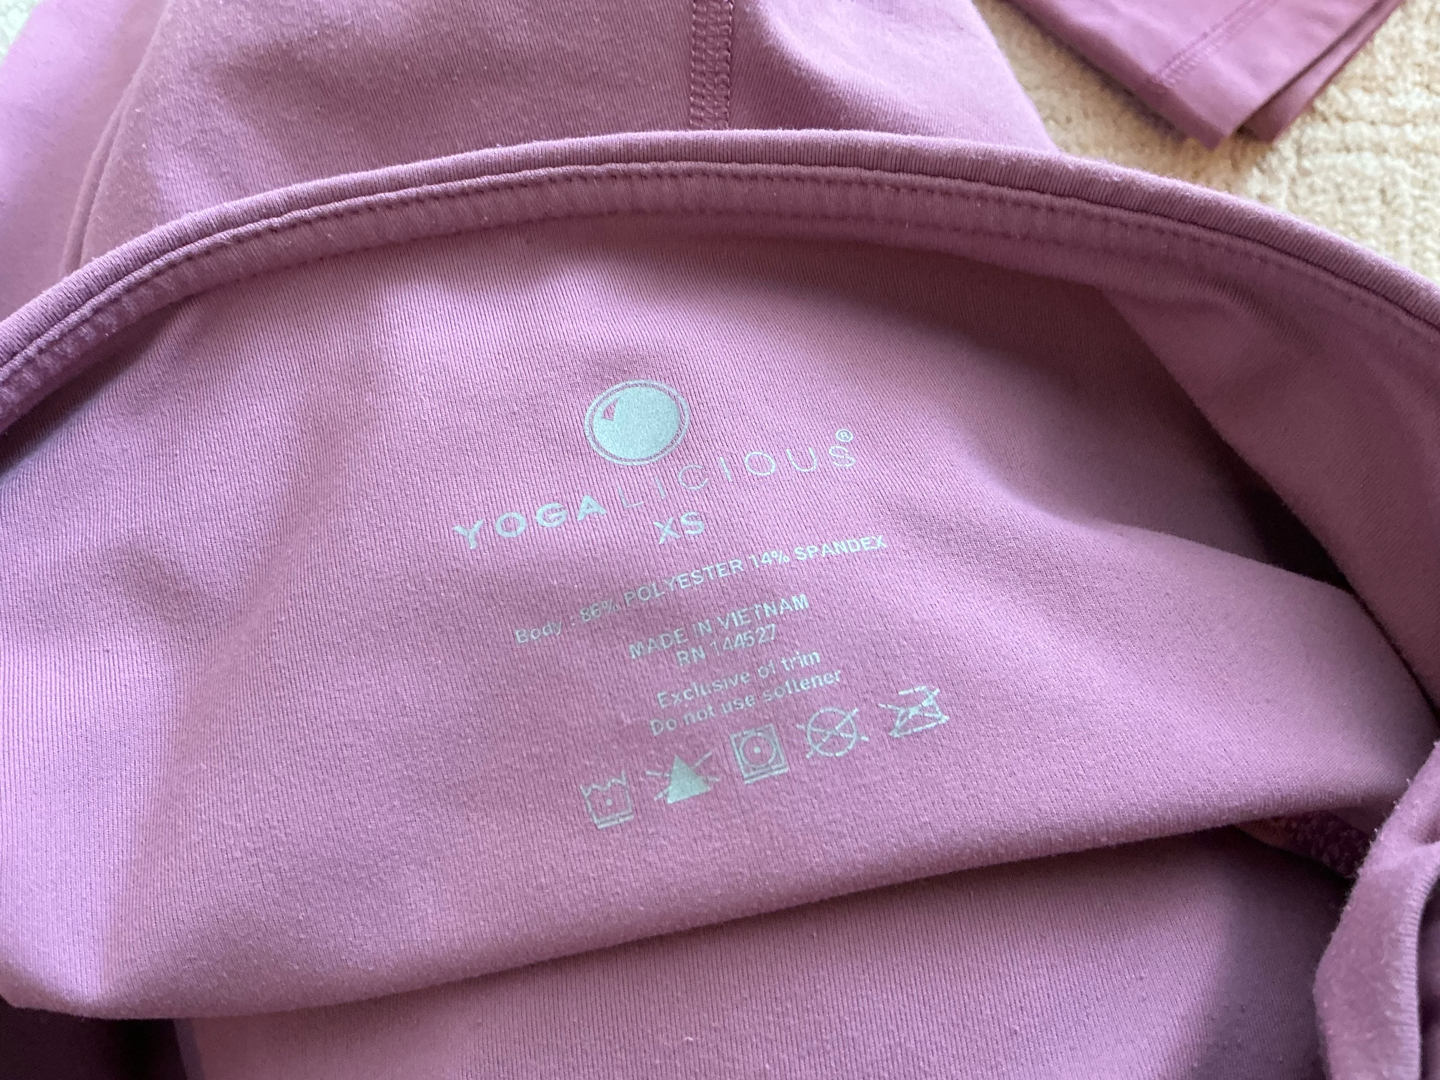 YOGALICIOUS®
XS
Body : 86% POLYESTER 14% SPANDEX
MADE IN VIETNAM
RN 144527
Exclusive of trim
Do not use softener